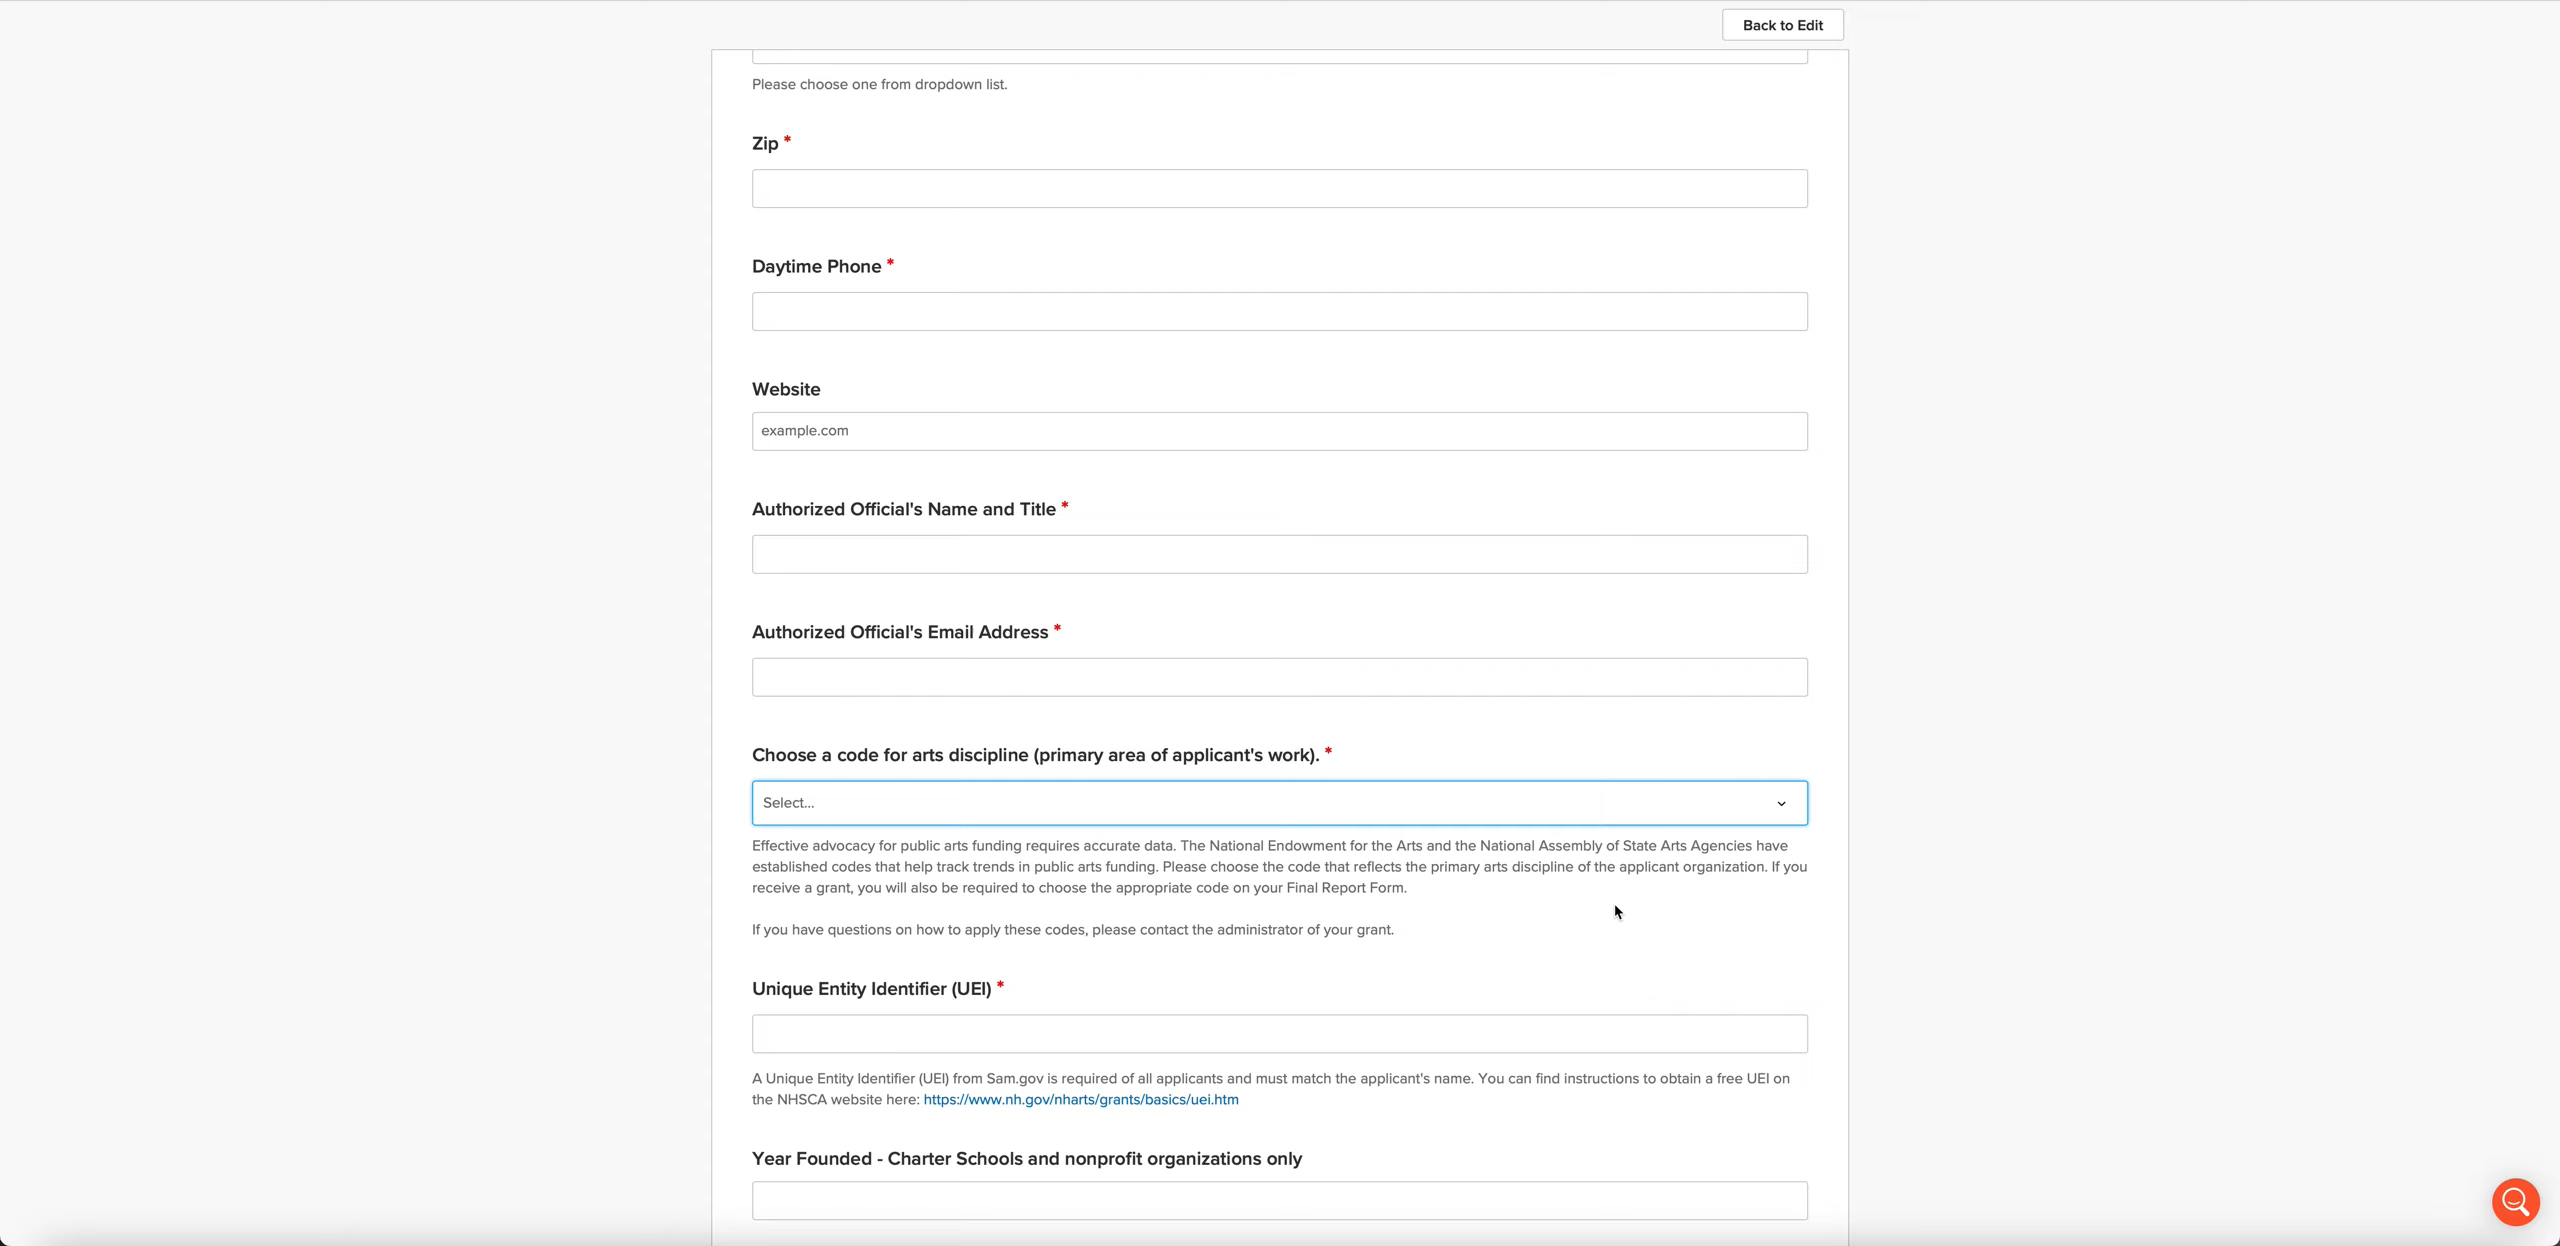 Back to Edit
Please choose one from dropdown list.
Zip *
Daytime Phone *
Website
example.com
Authorized Official's Name and Title *
Authorized Official's Email Address *
Choose a code for arts discipline (primary area of applicant's work). *
Select...
Effective advocacy for public arts funding requires accurate data. The National Endowment for the Arts and the National Assembly of State Arts Agencies have
established codes that help track trends in public arts funding. Please choose the code that reflects the primary arts discipline of the applicant organization. If you
receive a grant, you will also be required to choose the appropriate code on your Final Report Form.
If you have questions on how to apply these codes, please contact the administrator of your grant.
Unique Entity Identifier (UEI) *
A Unique Entity Identifier (UEI) from Sam.gov is required of all applicants and must match the applicant's name. You can find instructions to obtain a free UEI on
the NHSCA website here: https://www.nh.gov/nharts/grants/basics/uei.htm
Year Founded - Charter Schools and nonprofit organizations only